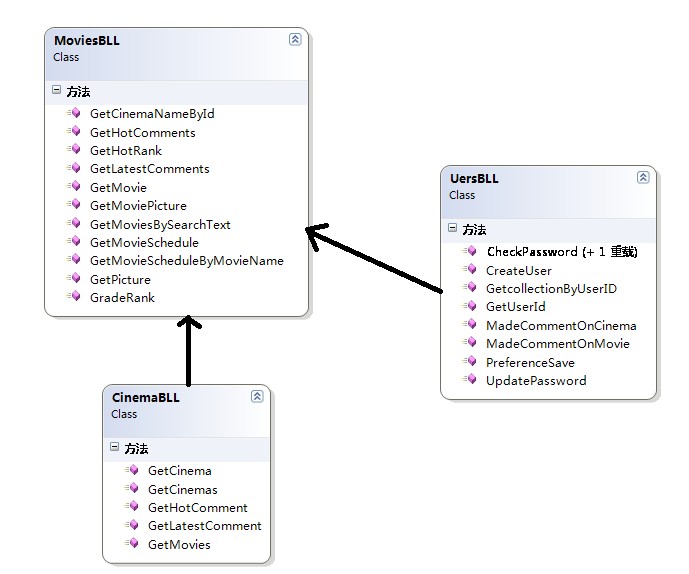 MoviesBLL
Class
方法
GetCinemaNameById
GetHotComments
GetHotRank
GetLatestComments
GetMovie
GetMoviePicture
GetMoviesBySearchText
GetMovieSchedule
GetMovieScheduleByMovieName
GetPicture
GradeRank
UersBLL
Class
方法
CheckPassword (+ 1 重载)
CreateUser
GetcollectionByUserID
GetUserId
MadeCommentOnCinema
MadeCommentOnMovie
PreferenceSave
UpdatePassword
CinemaBLL
Class
方法
GetCinema
GetCinemas
GetHotComment
GetLatestComment
GetMovies